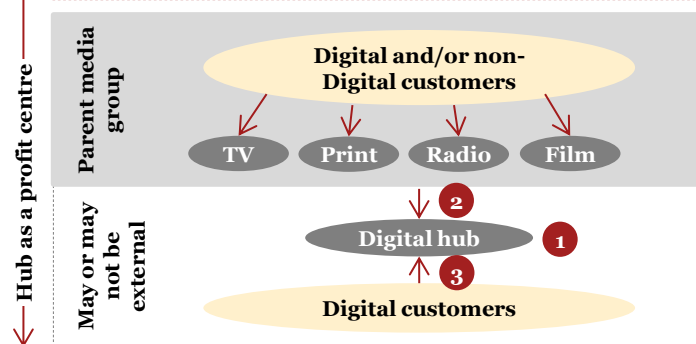 Hub as a profit centre
Parent media
group
Digital and/or non-
Digital customers
TV
Print
Radio
Film
May or may
not be
external
2
Digital hub
1
3
Digital customers